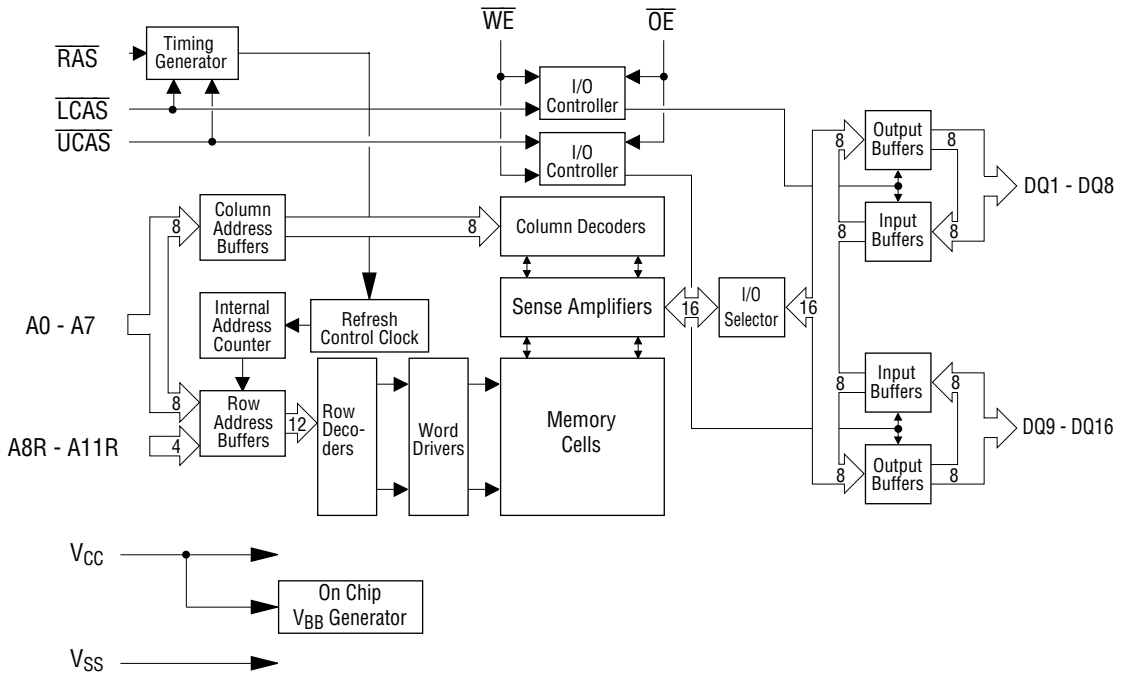 WE
OE
RAS
Timing
Generator
I/O
Controller
LCAS
UCAS
I/O
Controller
8
Output
Buffers
8
DQ1 - DQ8
8
Column
Address
Buffers
8
Column Decoders
8
Input
Buffers
8
A0 - A7
Internal
Address
Counter
Refresh
Control Clock
Sense Amplifiers
16
I/O
Selector
16
8
Row
Address
Buffers
12
Row
Deco-
ders
Word
Drivers
Memory
Cells
8
Input
Buffers
8
DQ9 - DQ16
A8R - A11R
4
8
Output
Buffers
8
VCC
On Chip
VBB Generator
VSS